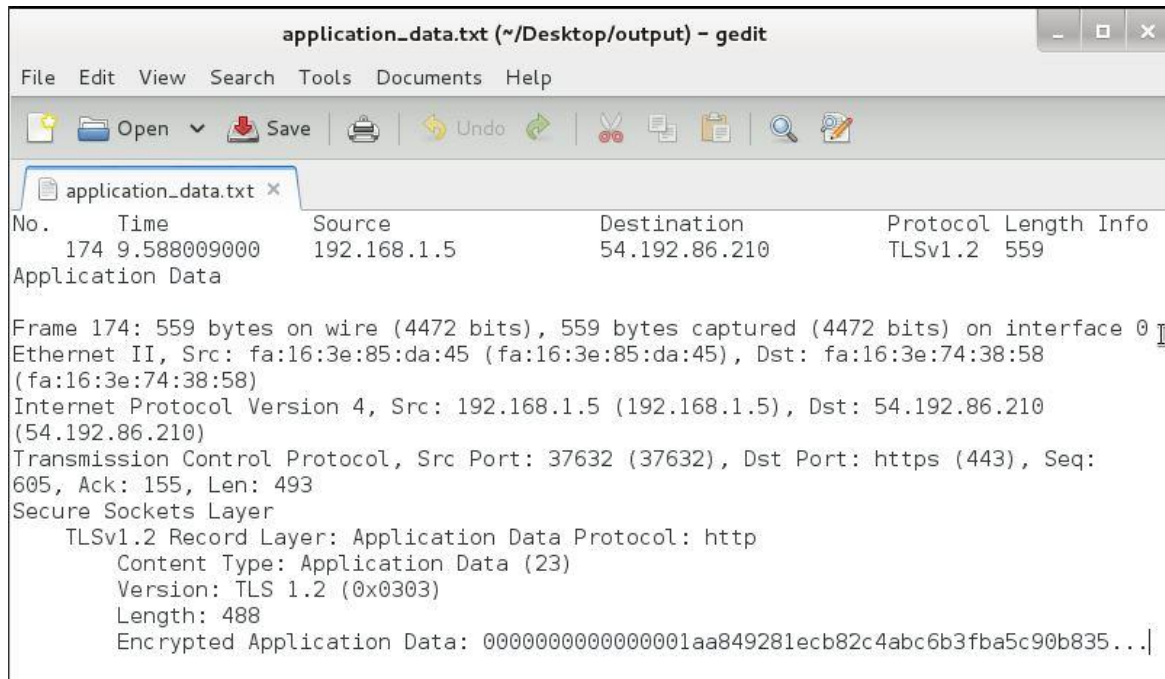 application_data.txt (~/Desktop/output) – gedit
File Edit View Search Tools Documents Help
Open Save Undo
application_data.txt
No. Time Source Destination Protocol Length Info
174 9.588009000 192.168.1.5 54.192.86.210 TLSv1.2 559
Application Data
Frame 174: 559 bytes on wire (4472 bits), 559 bytes captured (4472 bits) on interface 0
Ethernet II, Src: fa:16:3e:85:da:45 (fa:16:3e:85:da:45), Dst: fa:16:3e:74:38:58
(fa:16:3e:74:38:58)
Internet Protocol Version 4, Src: 192.168.1.5 (192.168.1.5), Dst: 54.192.86.210
(54.192.86.210)
Transmission Control Protocol, Src Port: 37632 (37632), Dst Port: https (443), Seq:
605, Ack: 155, Len: 493
Secure Sockets Layer
TLSv1.2 Record Layer: Application Data Protocol: http
Content Type: Application Data (23)
Version: TLS 1.2 (0x0303)
Length: 488
Encrypted Application Data: 0000000000000001aa849281ecb82c4abc6b3fba5c90b835...